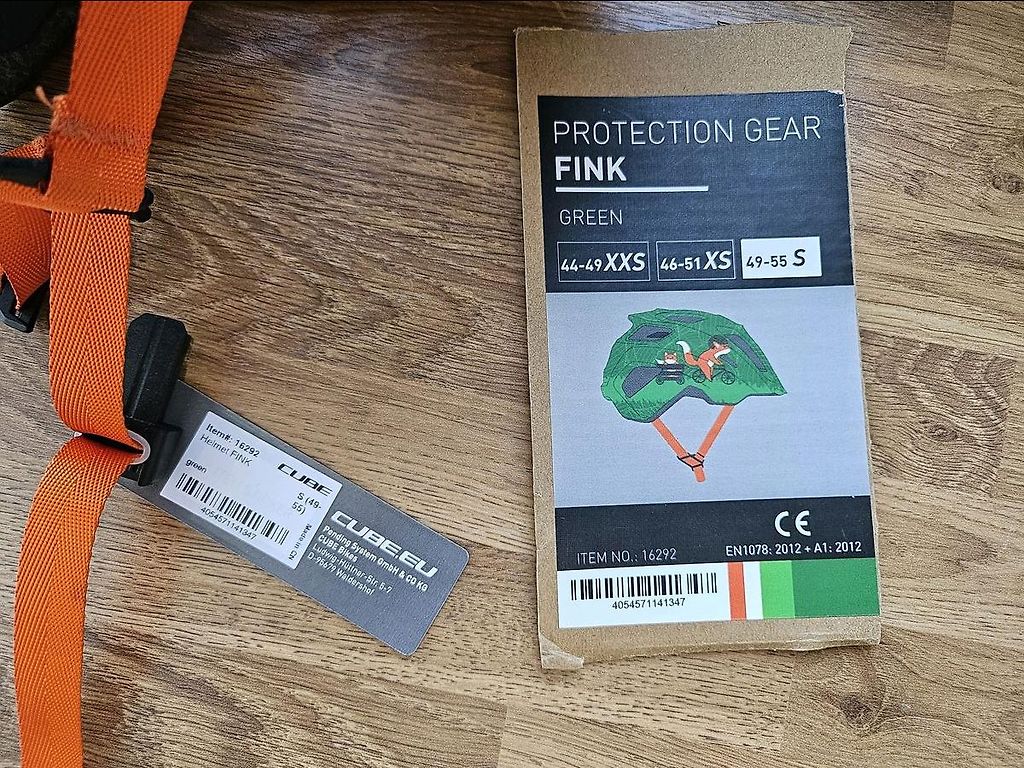 PROTECTION GEAR
FINK
GREEN
44-49 XXS
46-51 XS
49-55 S
CE
ITEM NO.: 16292
EN1078: 2012 + A1: 2012
4054571141347
Item#: 16292
Helmet FINK
CUBE
green
S (49-
55)
4054571141347
Made in CN
CUBE.EU
Pending System GmbH & CO KG
CUBE Bikes
Ludwig-Hüttner-Str. 5-7
D-95679 Waldershof